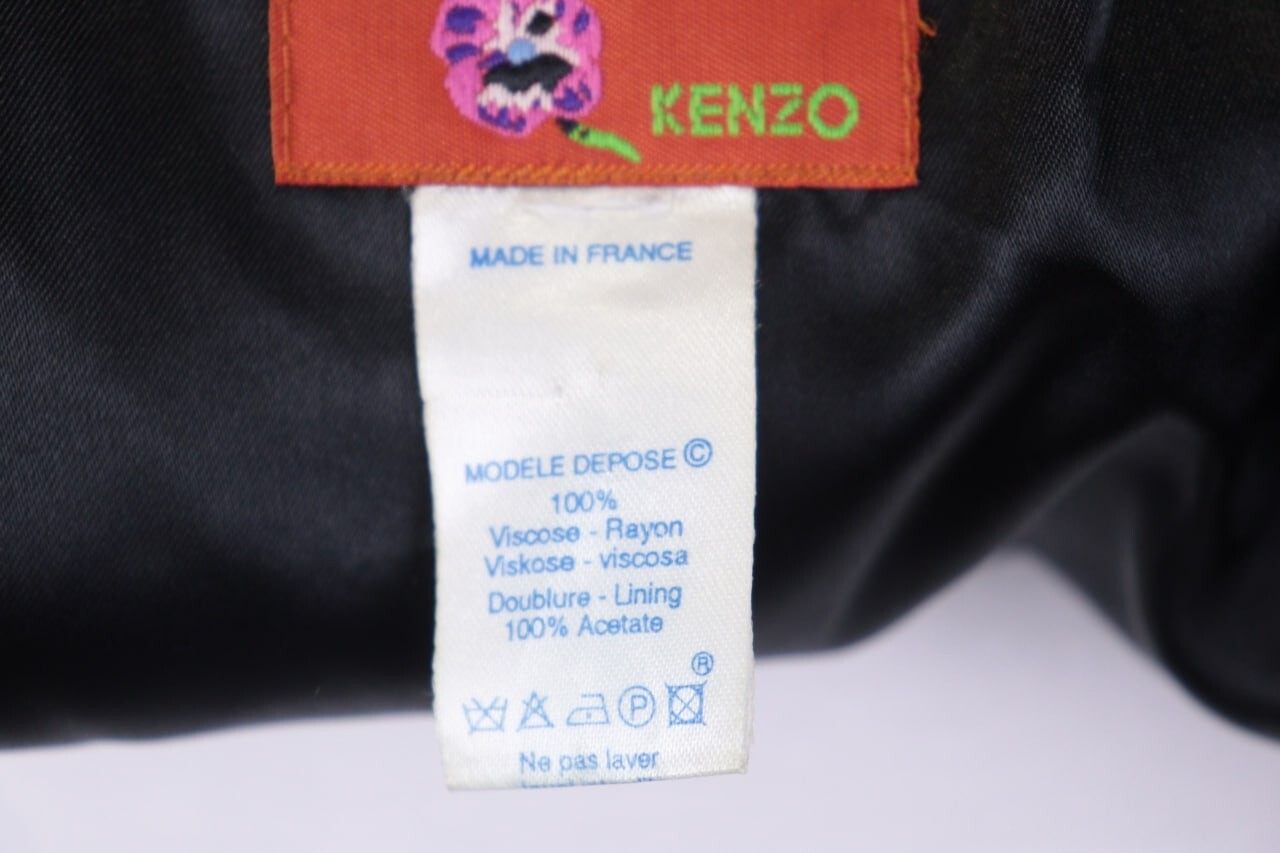 KENZO
MADE IN FRANCE
MODELE DEPOSE ©
100%
Viscose - Rayon
Viskose - viscosa
Doublure - Lining
100% Acetate
®
P
Ne pas laver